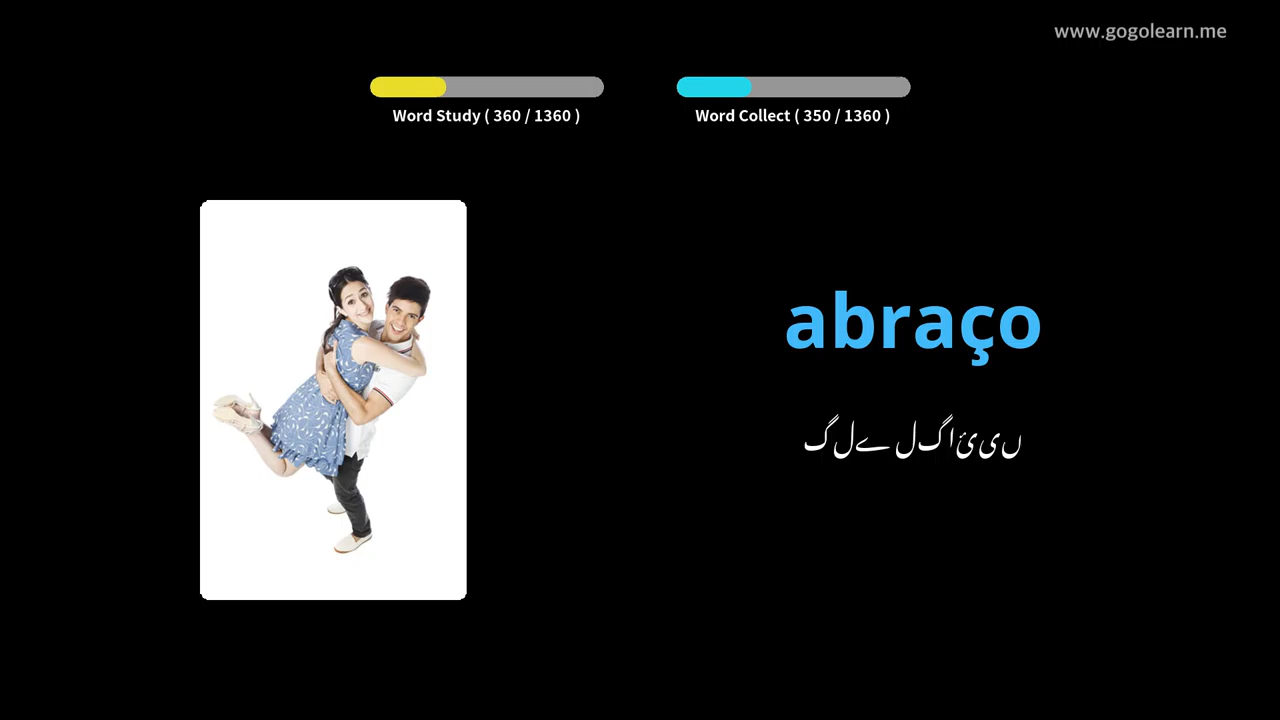 www.gogolearn.me
Word Study ( 360 / 1360 )
Word Collect ( 350 / 1360 )
abraço
گلے لگائیں